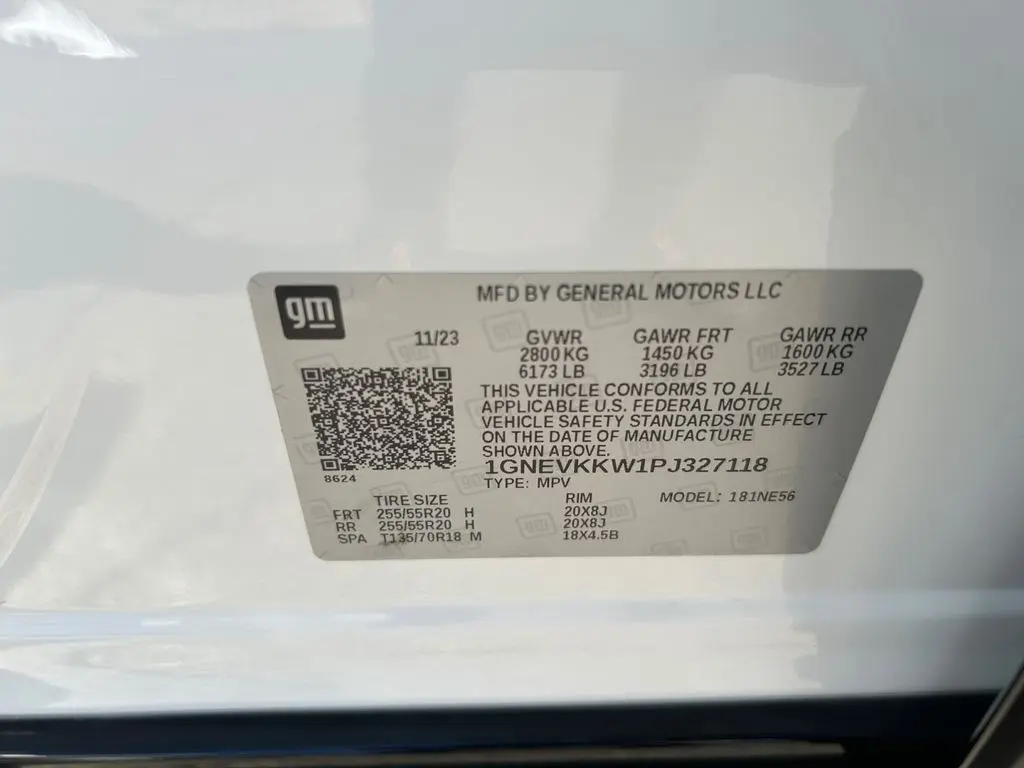 gm
MFD BY GENERAL MOTORS LLC
11/23 GVWR GAWR FRT GAWR RR
2800 KG 1450 KG 1600 KG
6173 LB 3196 LB 3527 LB
THIS VEHICLE CONFORMS TO ALL
APPLICABLE U.S. FEDERAL MOTOR
VEHICLE SAFETY STANDARDS IN EFFECT
ON THE DATE OF MANUFACTURE
SHOWN ABOVE.
1GNEVKKW1PJ327118
8624
TYPE: MPV
TIRE SIZE RIM MODEL: 181NE56
FRT 255/55R20 H 20X8J
RR 255/55R20 H 20X8J
SPA T135/70R18 M 18X4.5B